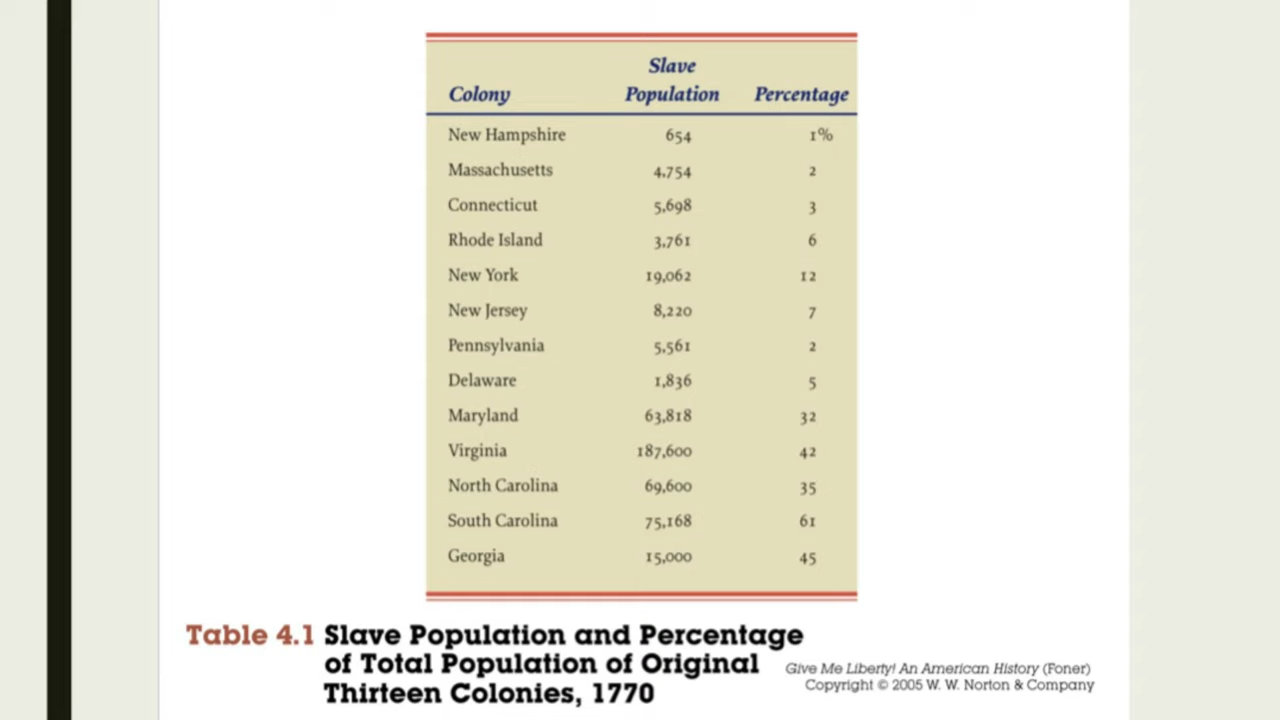 Slave
Colony Population Percentage
New Hampshire 654 1%
Massachusetts 4,754 2
Connecticut 5,698 3
Rhode Island 3,761 6
New York 19,062 12
New Jersey 8,220 7
Pennsylvania 5,561 2
Delaware 1,836 5
Maryland 63,818 32
Virginia 187,600 42
North Carolina 69,600 35
South Carolina 75,168 61
Georgia 15,000 45
Table 4.1 Slave Population and Percentage
of Total Population of Original
Thirteen Colonies, 1770
Give Me Liberty! An American History (Foner)
Copyright © 2005 W. W. Norton & Company